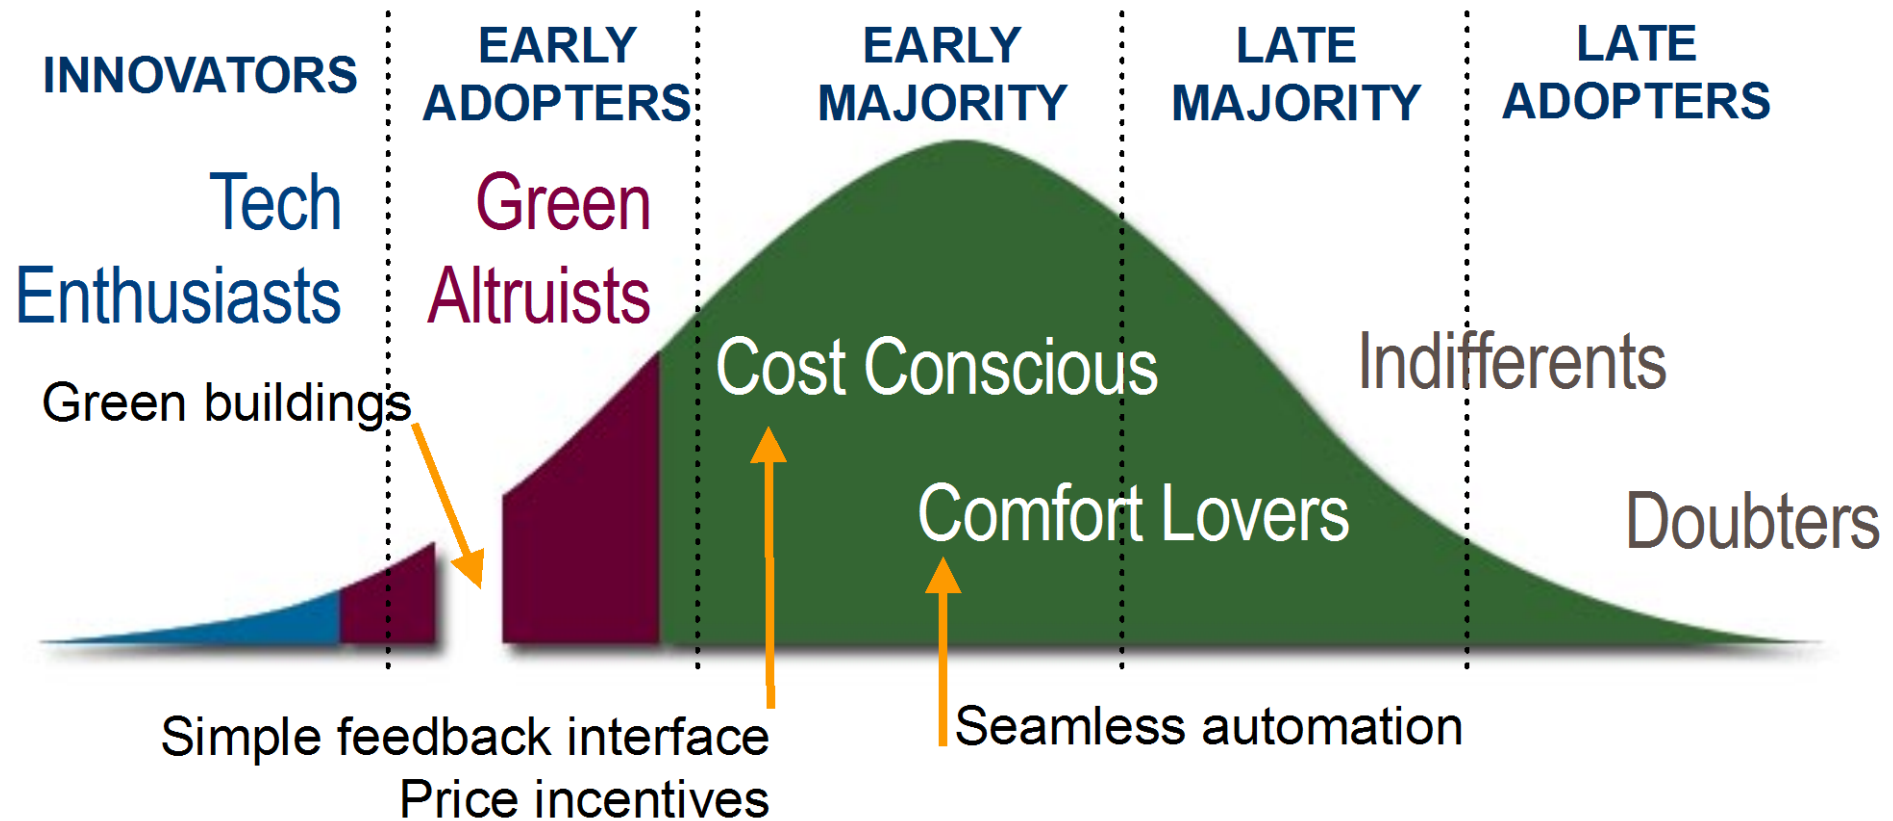 INNOVATORS
EARLY
ADOPTERS
EARLY
MAJORITY
LATE
MAJORITY
LATE
ADOPTERS
Tech
Enthusiasts
Green
Altruists
Green buildings
Cost Conscious
Comfort Lovers
Indifferents
Doubters
Simple feedback interface
Price incentives
Seamless automation